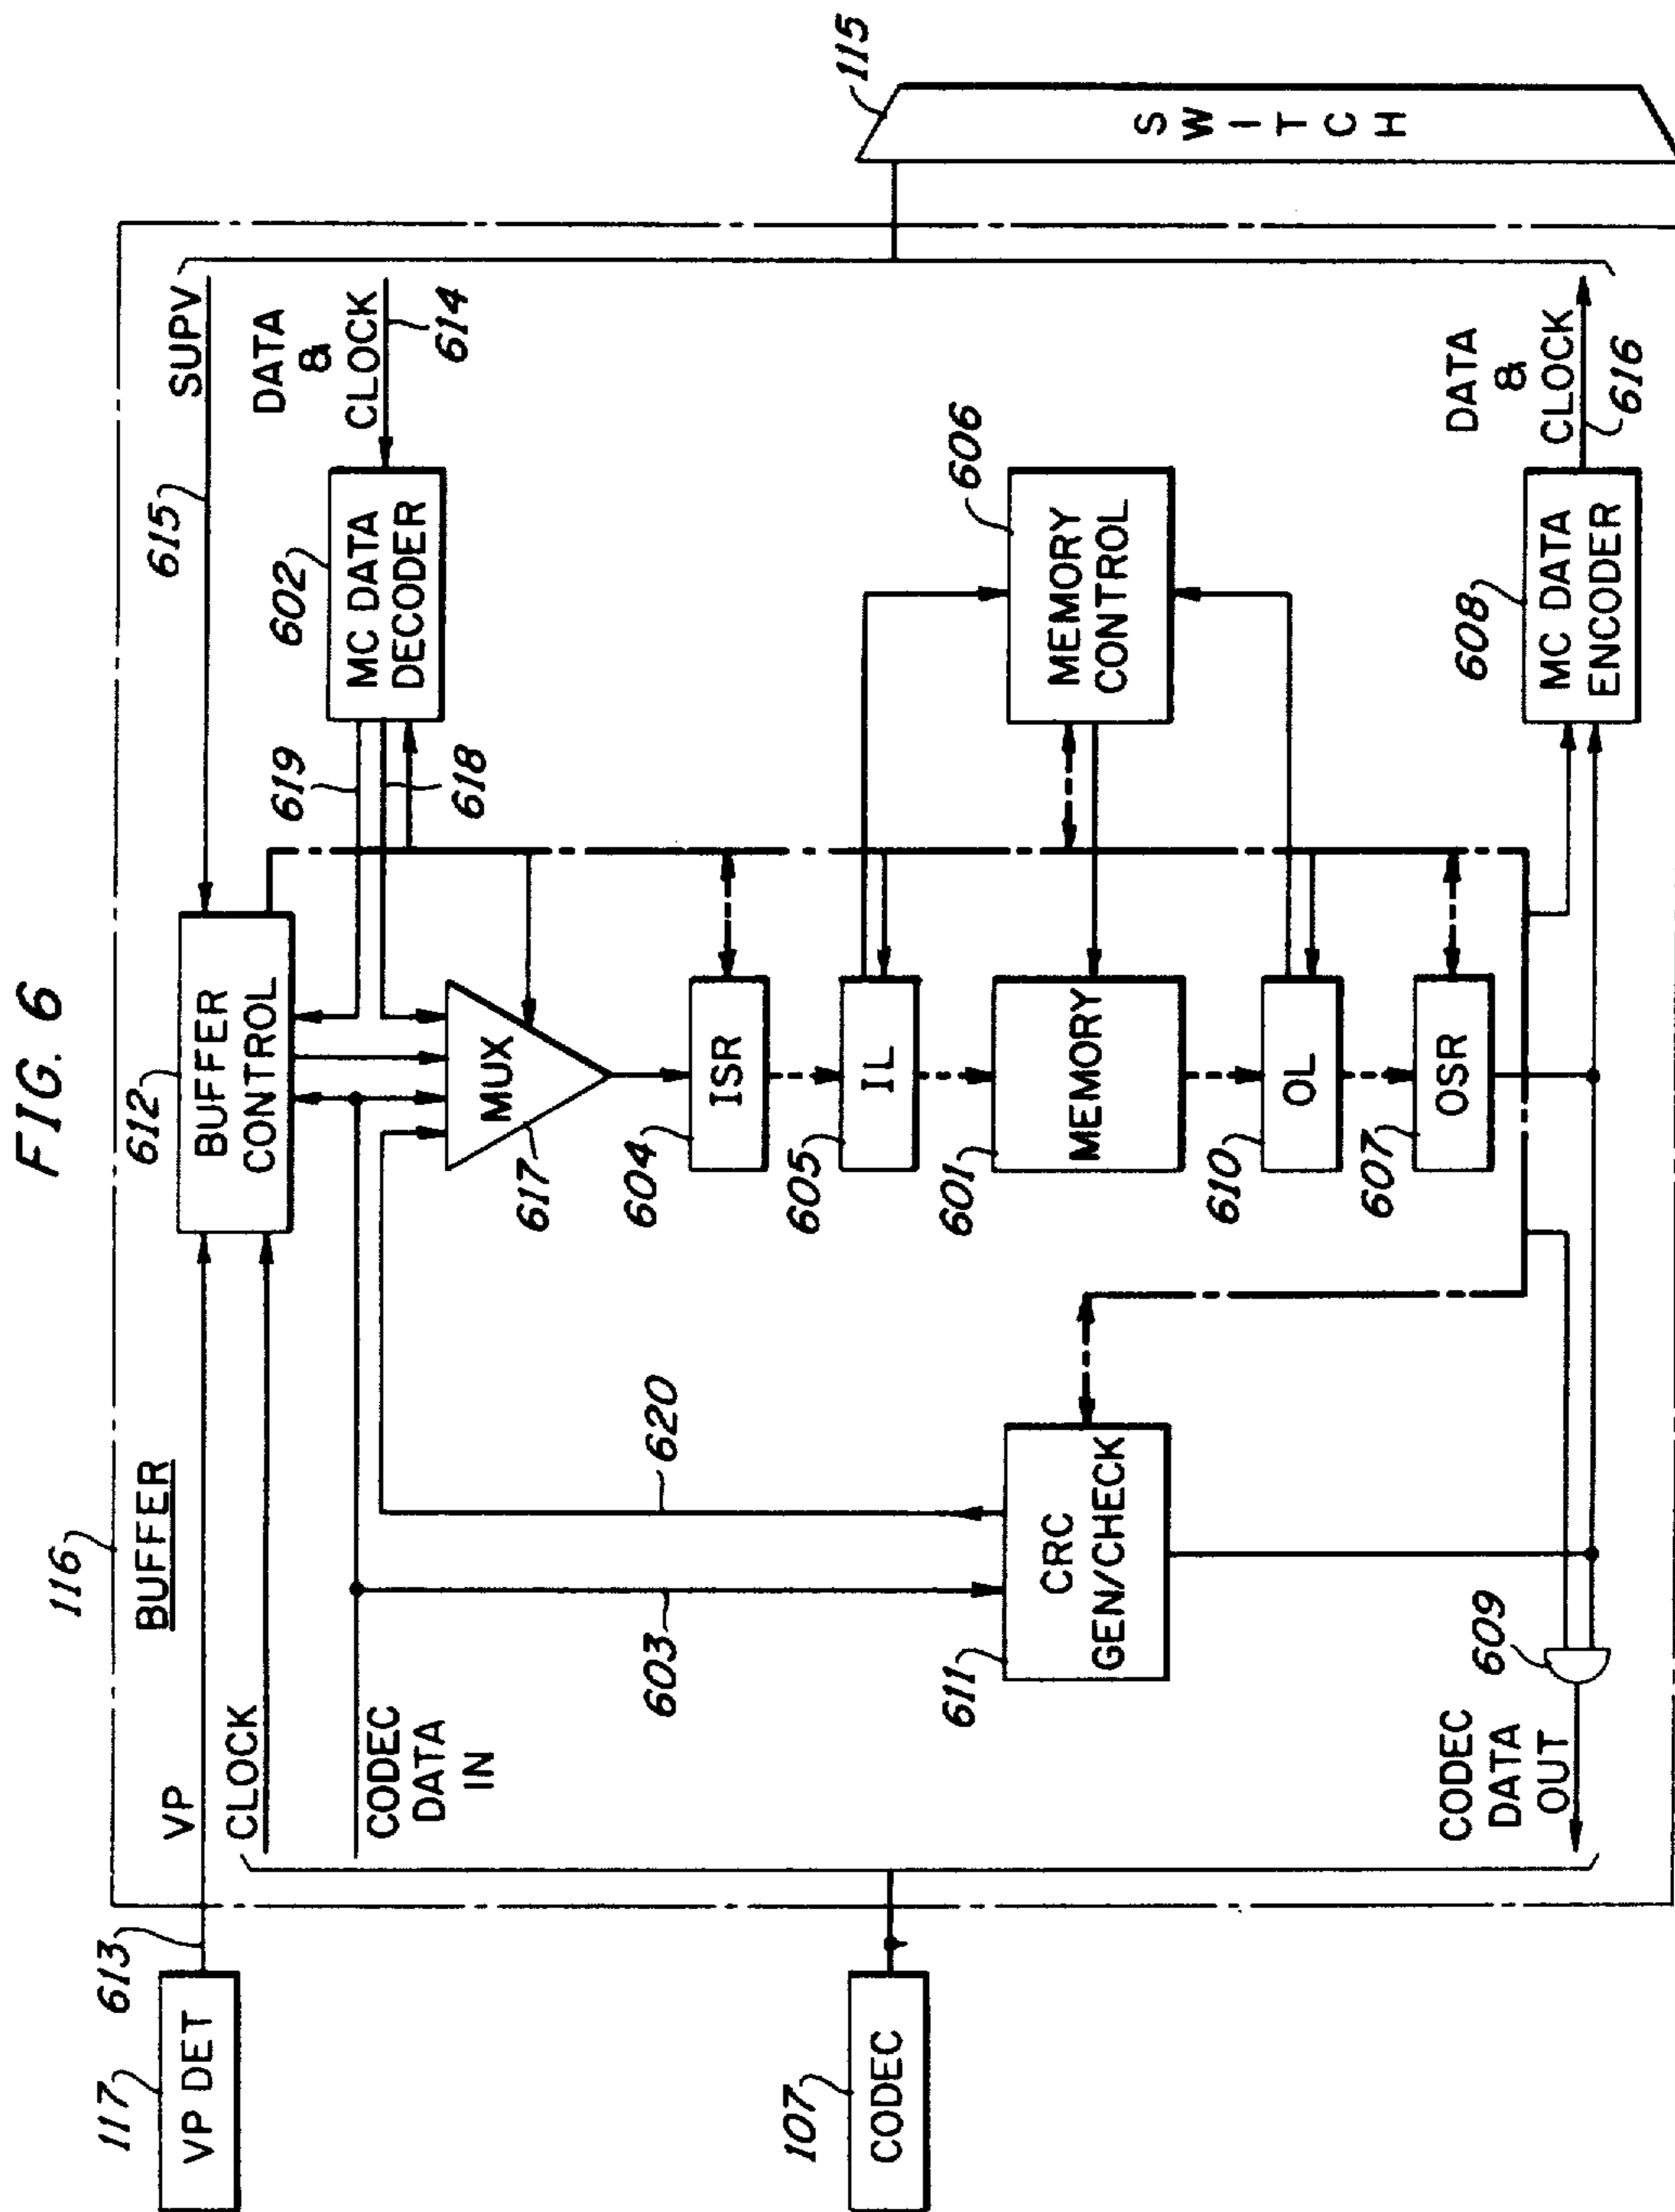 FIG. 6
117
VP DET
613
116
BUFFER
VP
CLOCK
CODEC
DATA
IN
612
BUFFER
CONTROL
615
SUPV
602
MC DATA
DECODER
DATA
&
CLOCK
614
619
618
MUX
617
620
603
604
ISR
605
IL
601
MEMORY
606
MEMORY
CONTROL
611
CRC
GEN/CHECK
610
OL
607
OSR
608
MC DATA
ENCODER
DATA
&
CLOCK
616
609
CODEC
DATA
OUT
107
CODEC
115
SWITCH